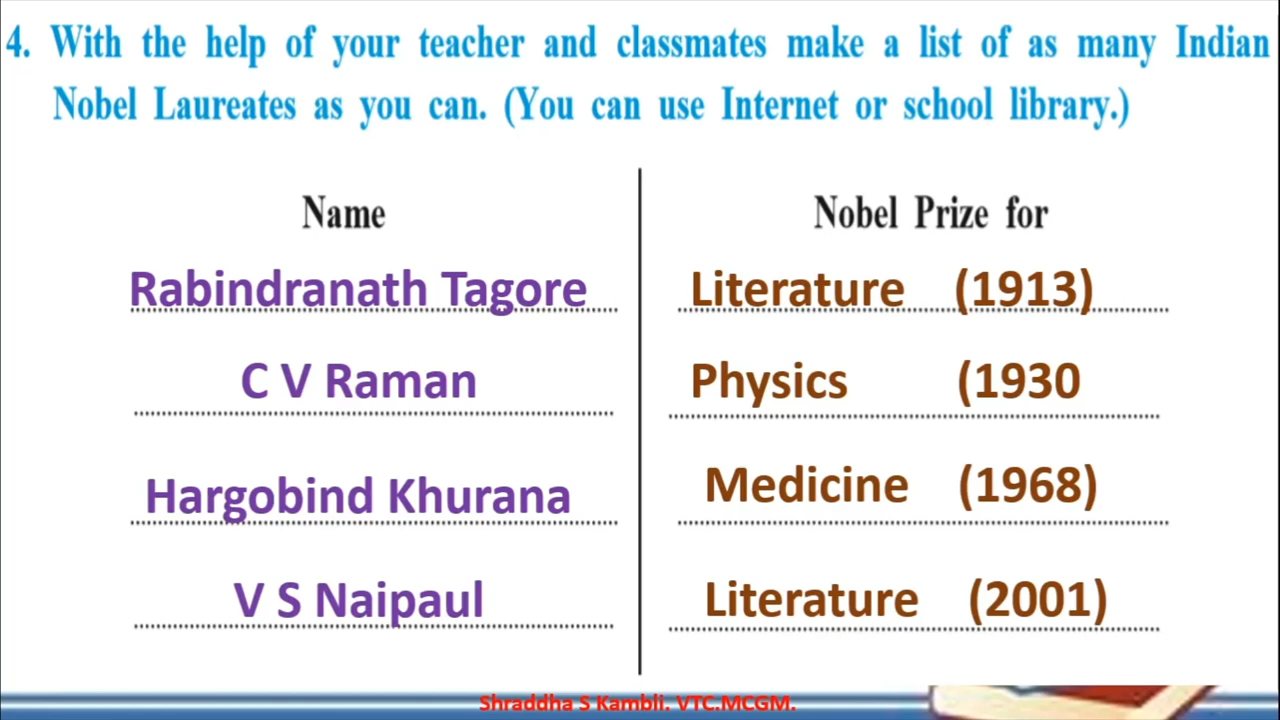 4. With the help of your teacher and classmates make a list of as many Indian
Nobel Laureates as you can. (You can use Internet or school library.)
Name Nobel Prize for
Rabindranath Tagore Literature (1913)
C V Raman Physics (1930
Hargobind Khurana Medicine (1968)
V S Naipaul Literature (2001)
Shraddha S Kambli. VTC.MCGM.